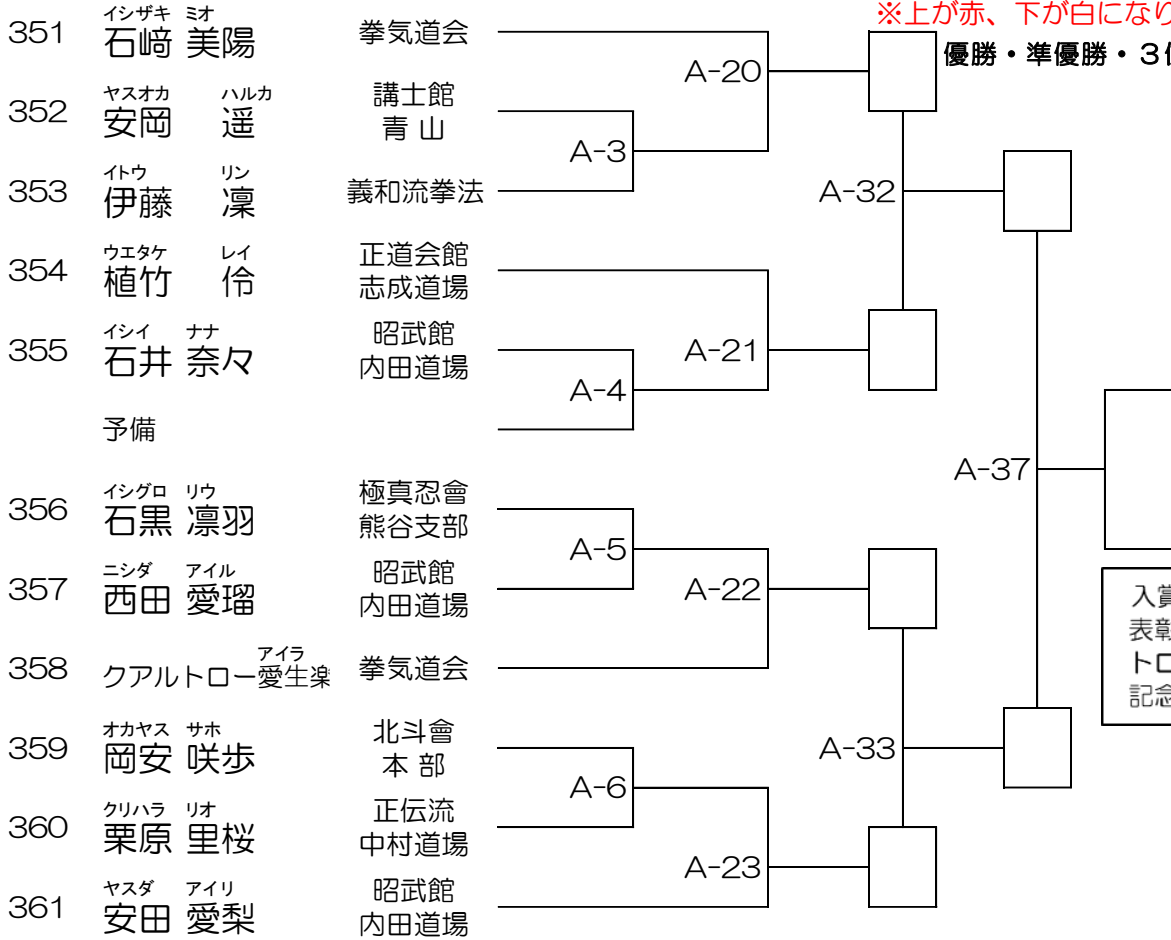 ※上が赤、下が白になり
優勝・準優勝・3位
イシザキ ミオ
351 石﨑 美陽 拳気道会
A-20
ヤスオカ ハルカ
352 安岡 遥 講士館 青山
A-3
イトウ リン
353 伊藤 凜 義和流拳法
A-32
ウエタケ レイ
354 植竹 伶 正道会館 志成道場
イシイ ナナ
355 石井 奈々 昭武館 内田道場
A-21
A-4
予備
A-37
イシグロ リウ
356 石黒 凛羽 極真忍會 熊谷支部
A-5
ニシダ アイル
357 西田 愛瑠 昭武館 内田道場
A-22
入賞
表彰
トロ
記念
アイラ
358 クアルトロー愛生楽 拳気道会
オカヤス サホ
359 岡安 咲歩 北斗會 本部
A-33
A-6
クリハラ リオ
360 栗原 里桜 正伝流 中村道場
A-23
ヤスダ アイリ
361 安田 愛梨 昭武館 内田道場